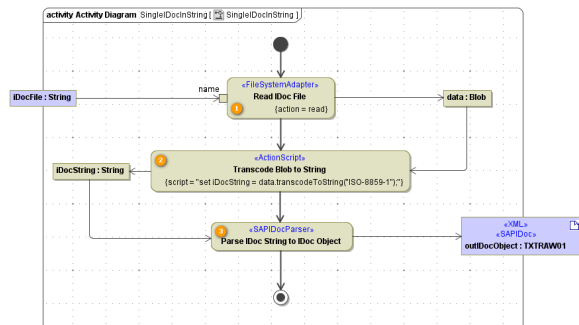 activity Activity Diagram SingleIDocInString [ SingleIDocInString ]
iDocFile : String
name
«FileSystemAdapter»
Read IDoc File
1
{action = read}
data : Blob
iDocString : String
2
«ActionScript»
Transcode Blob to String
{script = "set iDocString = data.transcodeToString("ISO-8859-1");"}
3
«SAPIDocParser»
Parse IDoc String to IDoc Object
«XML»
«SAPIDoc»
outIDocObject : TXTRAW01